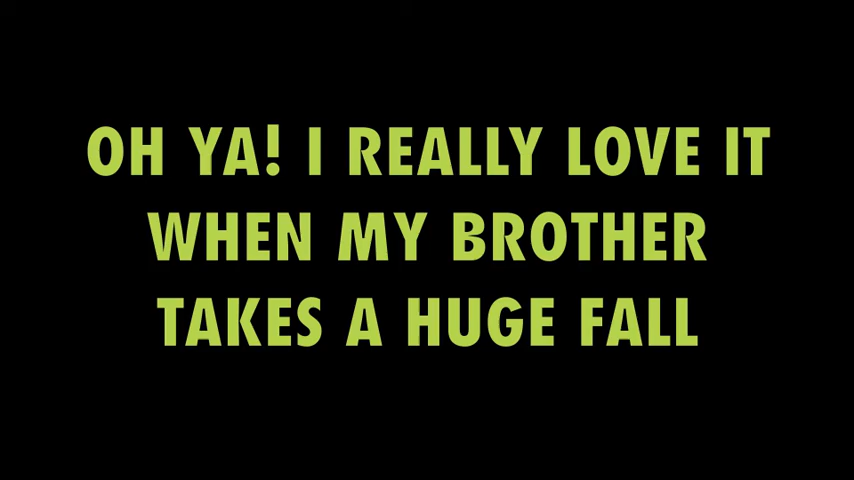 OH YA! I REALLY LOVE IT
WHEN MY BROTHER
TAKES A HUGE FALL